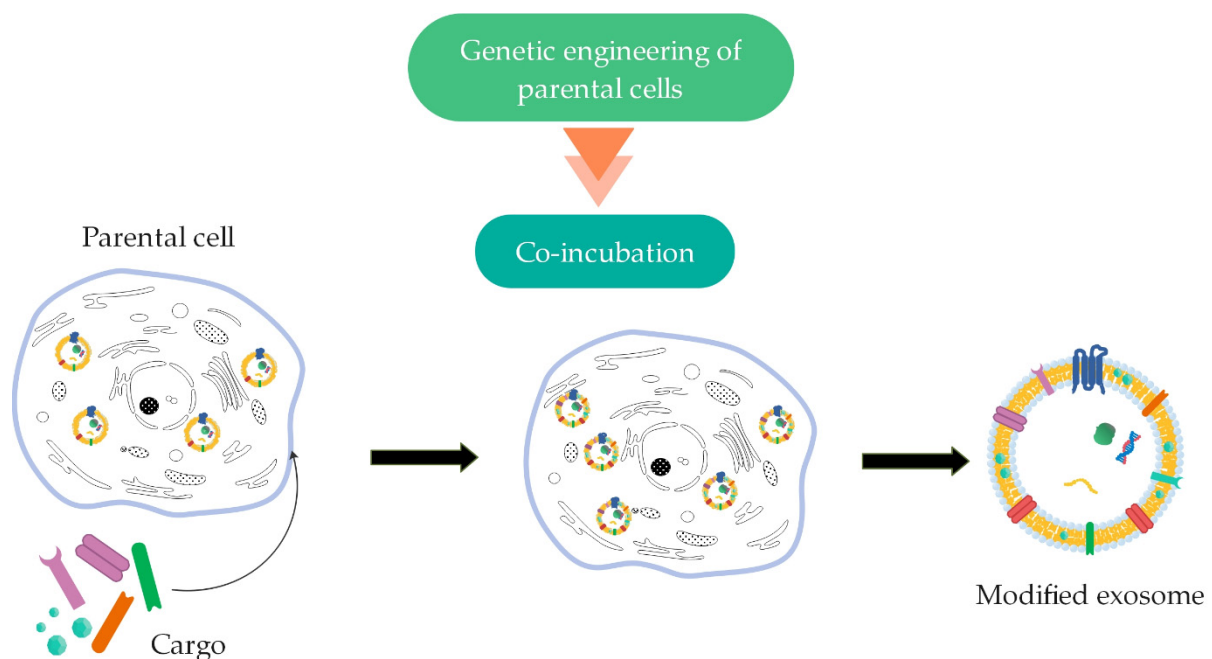 Genetic engineering of
parental cells
Co-incubation
Parental cell
Cargo
Modified exosome